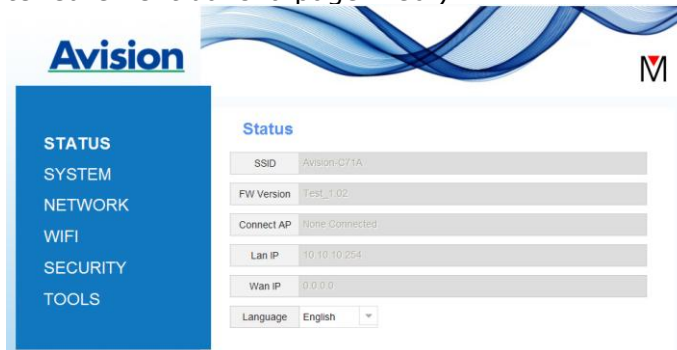 Avision
M
STATUS
SYSTEM
NETWORK
WIFI
SECURITY
TOOLS
Status
SSID Avision-C71A
FW Version Test_1.02
Connect AP None Connected
Lan IP 10.10.10.254
Wan IP 0.0.0.0
Language English